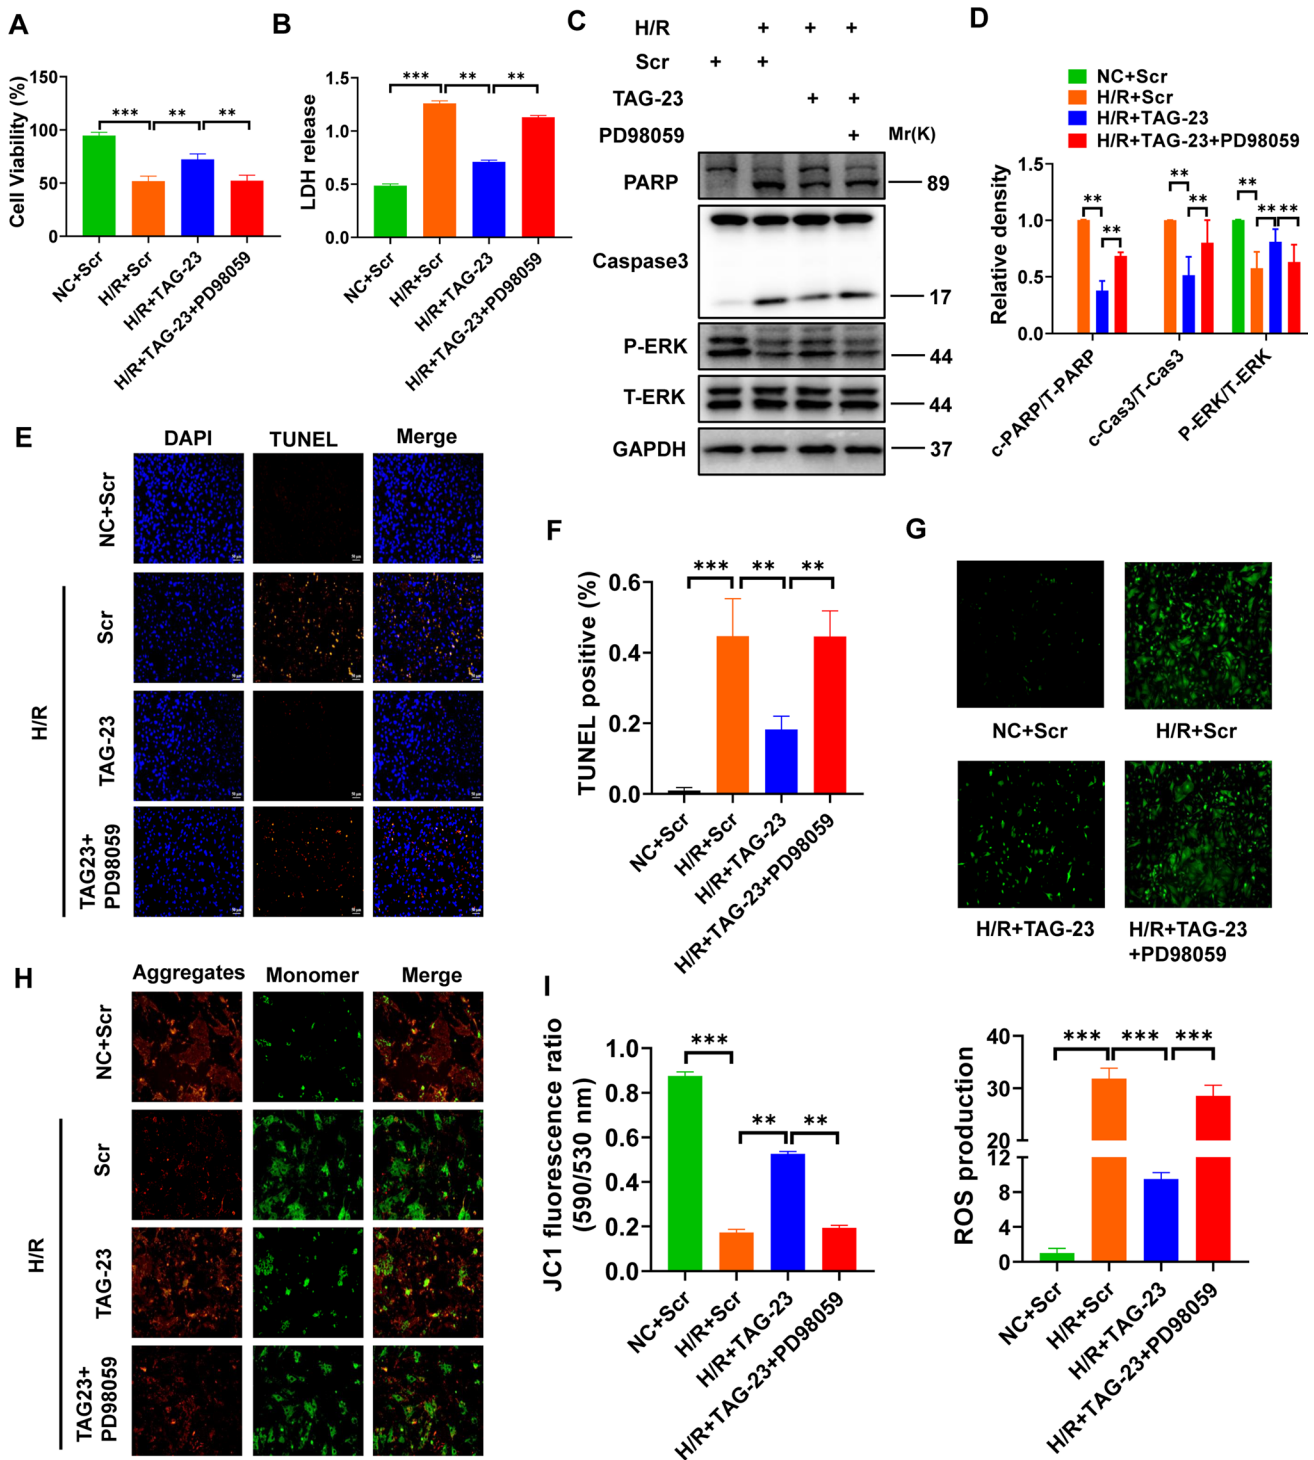 A
Cell Viability (%)
150
100
50
0
***
**
**
NC+Scr
H/R+Scr
H/R+TAG-23
H/R+TAG-23+PD98059
B
LDH release
1.5
1.0
0.5
0.0
***
**
**
NC+Scr
H/R+Scr
H/R+TAG-23
H/R+TAG-23+PD98059
C
H/R + + +
Scr + +
TAG-23 + +
PD98059 + Mr(K)
PARP 89
Caspase3 17
P-ERK 44
T-ERK 44
GAPDH 37
D
NC+Scr
H/R+Scr
H/R+TAG-23
H/R+TAG-23+PD98059
Relative density
1.5
1.0
0.5
0.0
**
**
**
**
**
**
**
c-PARP/T-PARP
c-Cas3/T-Cas3
P-ERK/T-ERK
E
DAPI TUNEL Merge
NC+Scr
H/R
Scr
TAG-23
TAG23+
PD98059
F
TUNEL positive (%)
0.6
0.4
0.2
0.0
***
**
**
NC+Scr
H/R+Scr
H/R+TAG-23
H/R+TAG-23+PD98059
G
NC+Scr
H/R+Scr
H/R+TAG-23
H/R+TAG-23
+PD98059
H
Aggregates Monomer Merge
NC+Scr
H/R
Scr
TAG-23
TAG23+
PD98059
I
JC1 fluorescence ratio
(590/530 nm)
1.0
0.8
0.6
0.4
0.2
0.0
***
**
**
NC+Scr
H/R+Scr
H/R+TAG-23
H/R+TAG-23+PD98059
ROS production
40
30
20
12
8
4
0
***
***
***
NC+Scr
H/R+Scr
H/R+TAG-23
H/R+TAG-23+PD98059